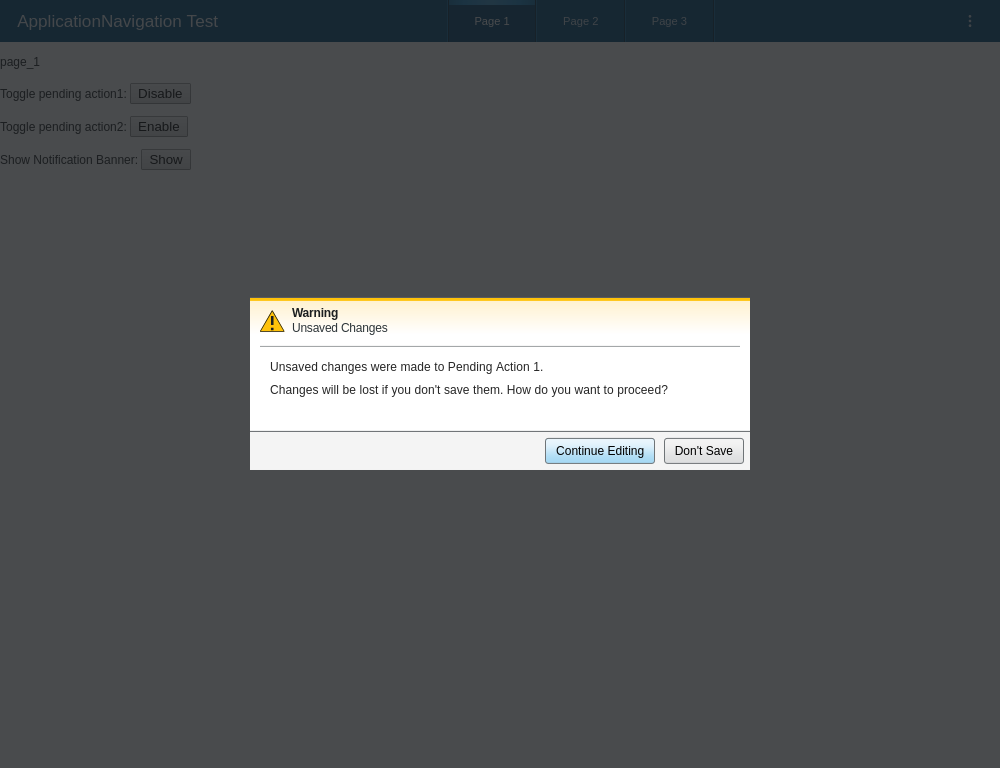 ApplicationNavigation Test
Page 1
Page 2
Page 3
page_1
Toggle pending action1: Disable
Toggle pending action2: Enable
Show Notification Banner: Show
Warning
Unsaved Changes
Unsaved changes were made to Pending Action 1.
Changes will be lost if you don't save them. How do you want to proceed?
Continue Editing
Don't Save